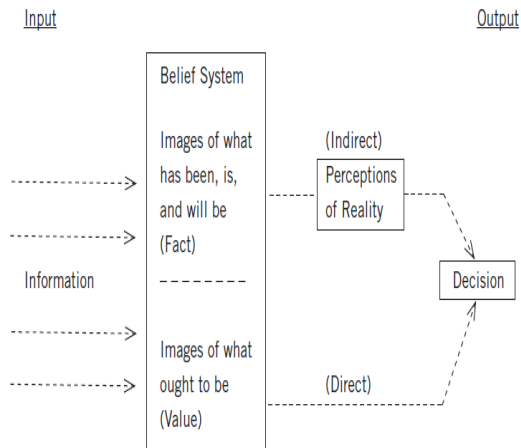 Input
Output
Belief System
Images of what
has been, is,
and will be
(Fact)
(Indirect)
Perceptions
of Reality
Information
Decision
Images of what
ought to be
(Value)
(Direct)